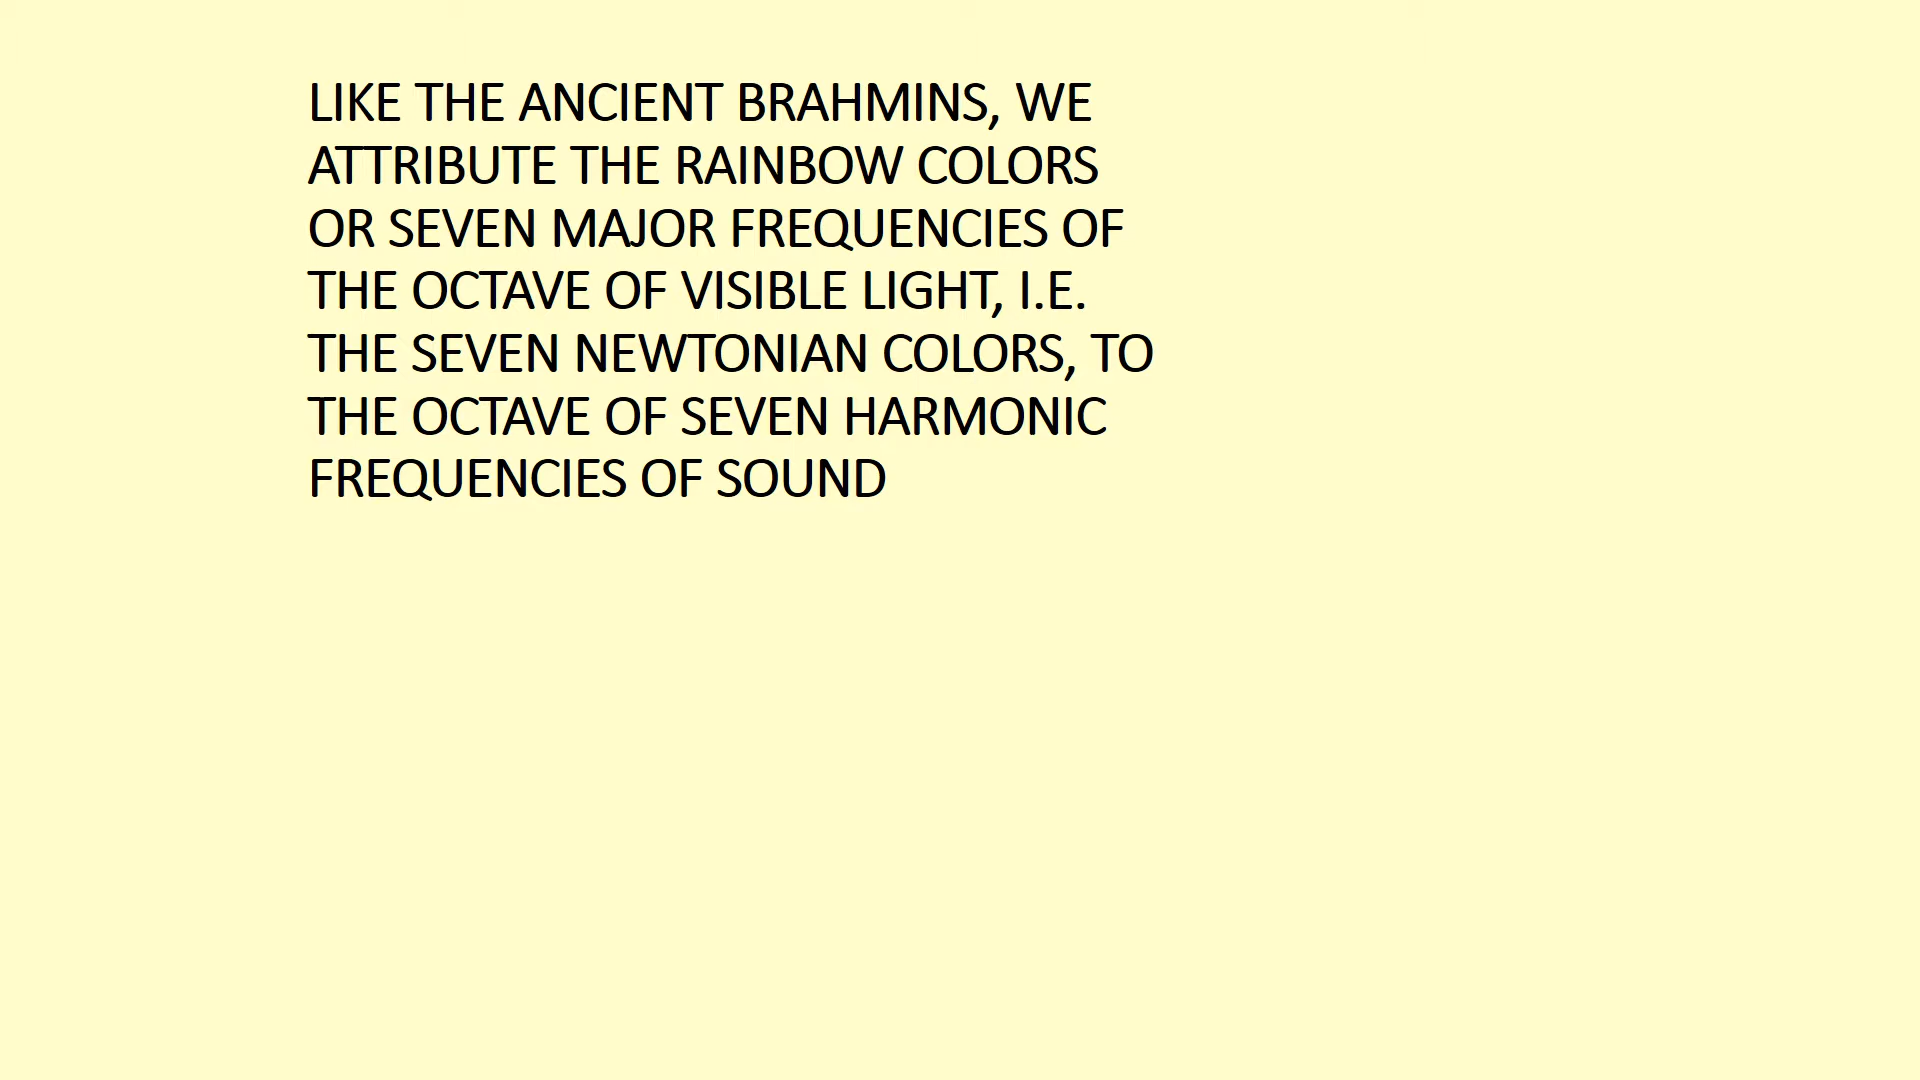 LIKE THE ANCIENT BRAHMINS, WE
ATTRIBUTE THE RAINBOW COLORS
OR SEVEN MAJOR FREQUENCIES OF
THE OCTAVE OF VISIBLE LIGHT, I.E.
THE SEVEN NEWTONIAN COLORS, TO
THE OCTAVE OF SEVEN HARMONIC
FREQUENCIES OF SOUND